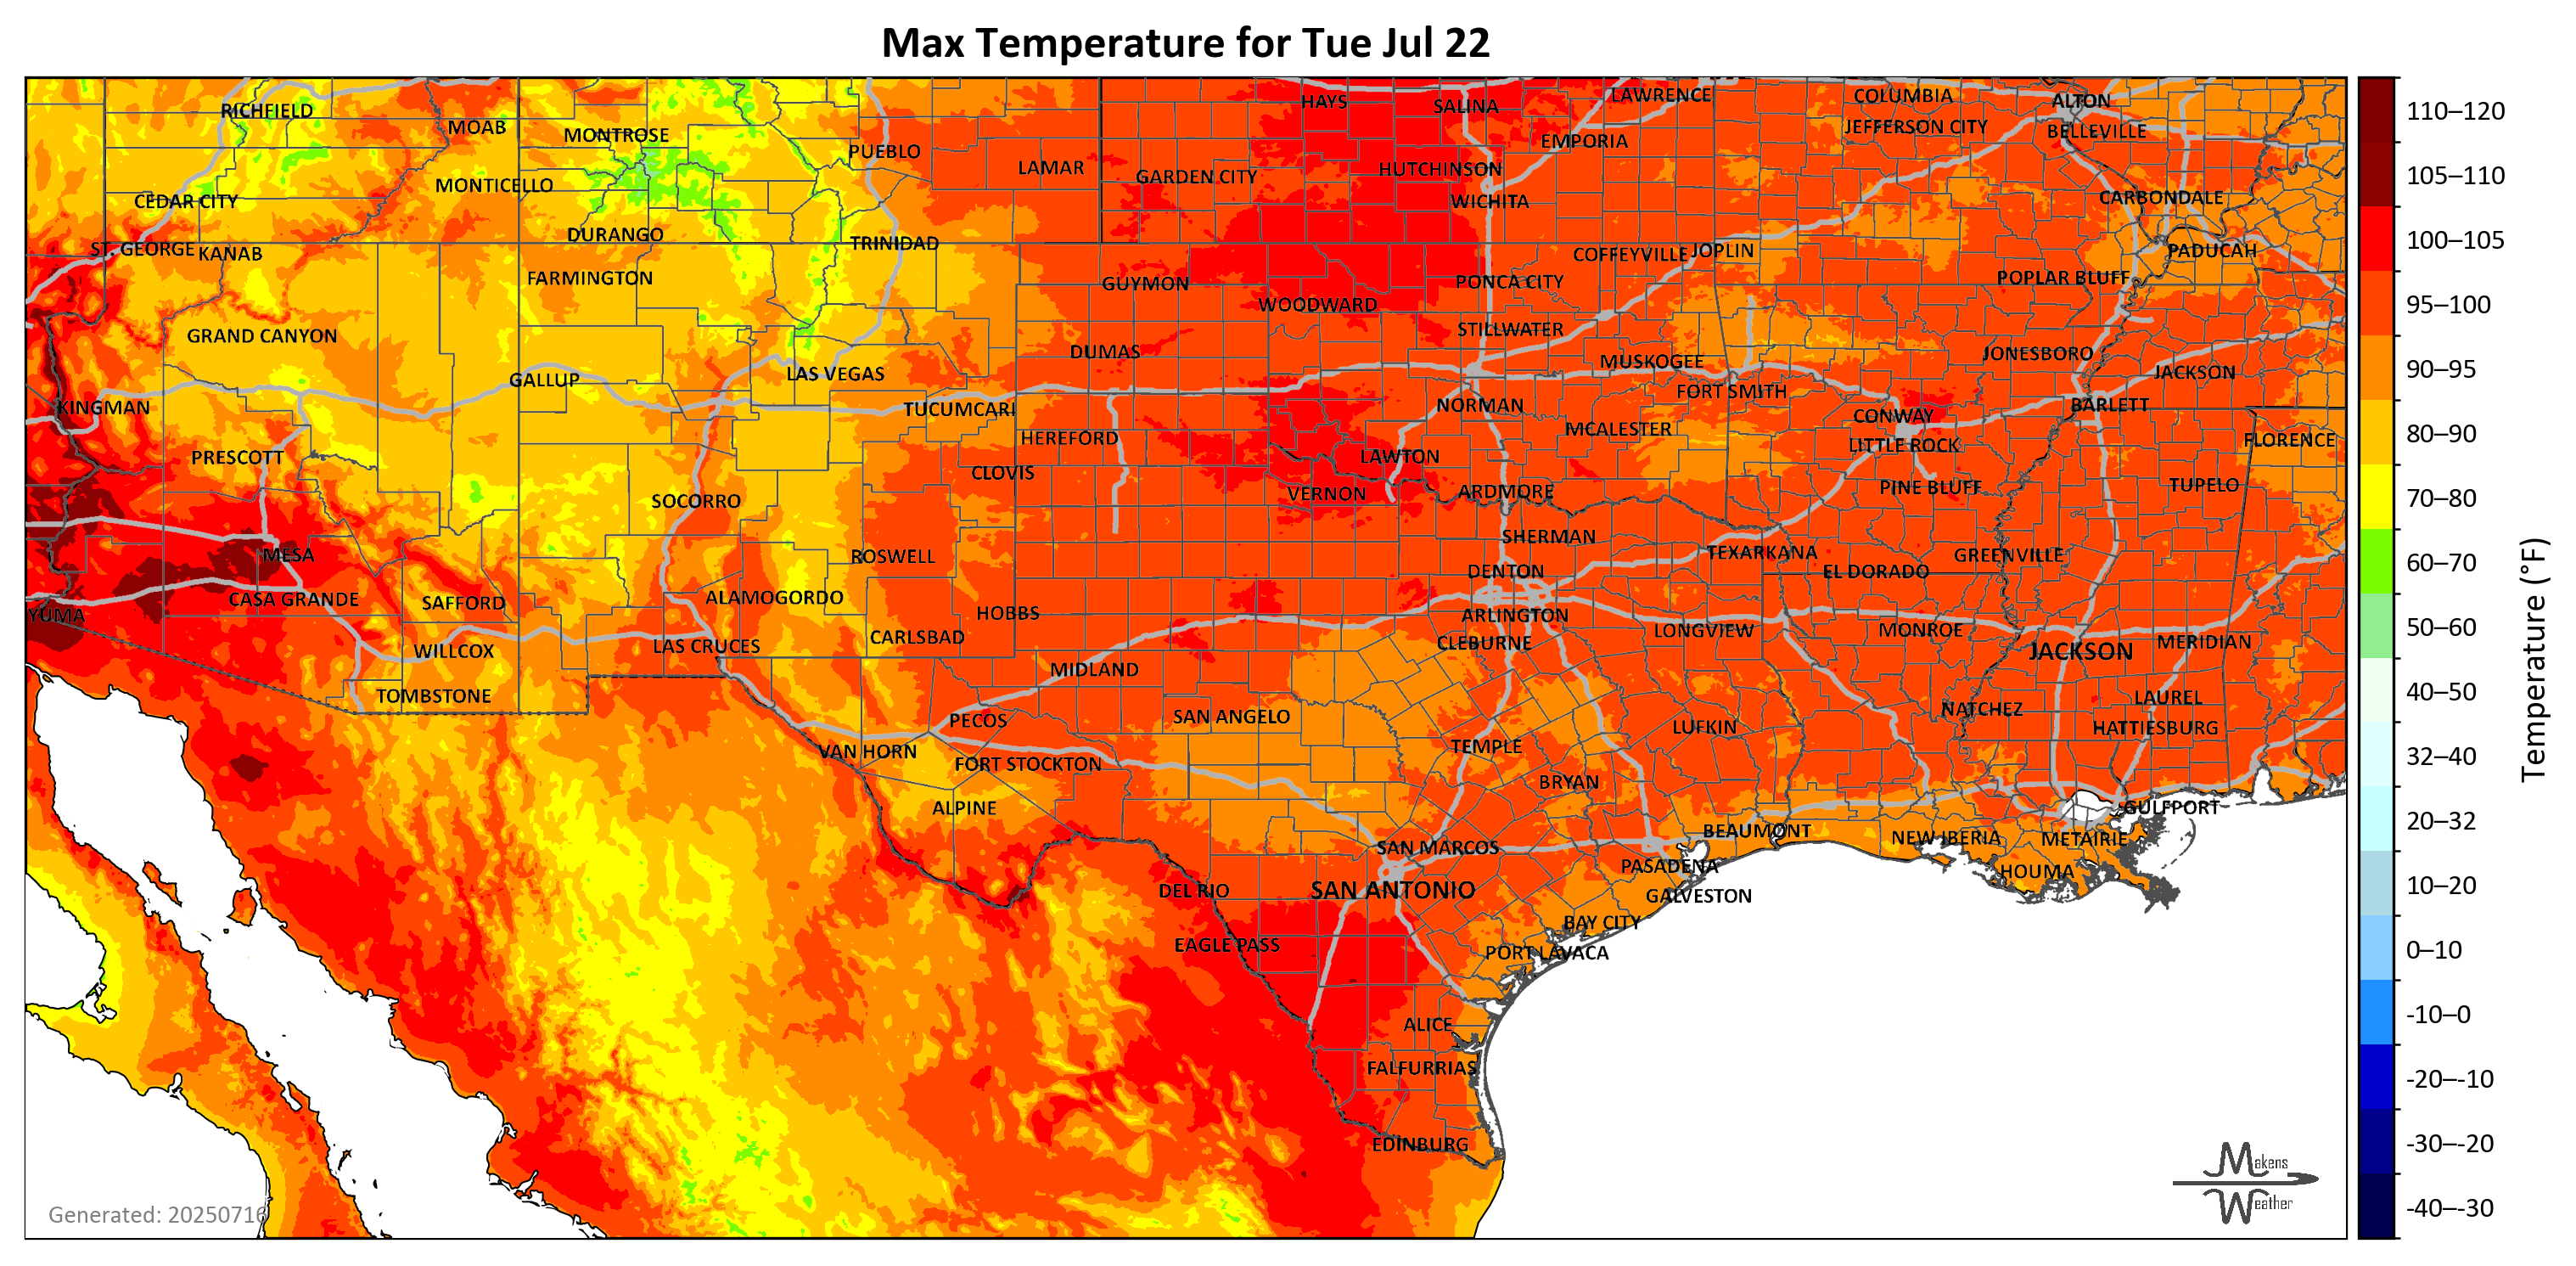 Max Temperature for Tue Jul 22
HAYS
SALINA
LAWRENCE
COLUMBIA
ALTON
RICHFIELD
MOAB
MONTROSE
PUEBLO
EMPORIA
JEFFERSON CITY
BELLEVILLE
LAMAR
GARDEN CITY
HUTCHINSON
MONTICELLO
CEDAR CITY
WICHITA
CARBONDALE
DURANGO
TRINIDAD
ST. GEORGE
KANAB
COFFEYVILLE
JOPLIN
PADUCAH
FARMINGTON
GUYMON
PONCA CITY
POPLAR BLUFF
WOODWARD
GRAND CANYON
STILLWATER
DUMAS
MUSKOGEE
JONESBORO
GALLUP
LAS VEGAS
FORT SMITH
JACKSON
KINGMAN
TUCUMCARI
NORMAN
CONWAY
BARLETT
HEREFORD
MCALESTER
LITTLE ROCK
FLORENCE
PRESCOTT
CLOVIS
LAWTON
SOCORRO
VERNON
ARDMORE
PINE BLUFF
TUPELO
MESA
ROSWELL
SHERMAN
TEXARKANA
GREENVILLE
DENTON
EL DORADO
CASA GRANDE
SAFFORD
ALAMOGORDO
HOBBS
YUMA
ARLINGTON
WILLCOX
LAS CRUCES
CARLSBAD
CLEBURNE
LONGVIEW
MONROE
JACKSON
MERIDIAN
MIDLAND
TOMBSTONE
PECOS
SAN ANGELO
LUFKIN
NATCHEZ
LAUREL
HATTIESBURG
VAN HORN
FORT STOCKTON
TEMPLE
BRYAN
ALPINE
GULFPORT
BEAUMONT
NEW IBERIA
METAIRIE
SAN MARCOS
PASADENA
HOUMA
DEL RIO
SAN ANTONIO
GALVESTON
BAY CITY
EAGLE PASS
PORT LAVACA
ALICE
FALFURRIAS
EDINBURG
Generated: 20250716
Makens
Weather
110–120
105–110
100–105
95–100
90–95
80–90
70–80
60–70
50–60
40–50
32–40
20–32
10–20
0–10
-10–0
-20–-10
-30–-20
-40–-30
Temperature (°F)